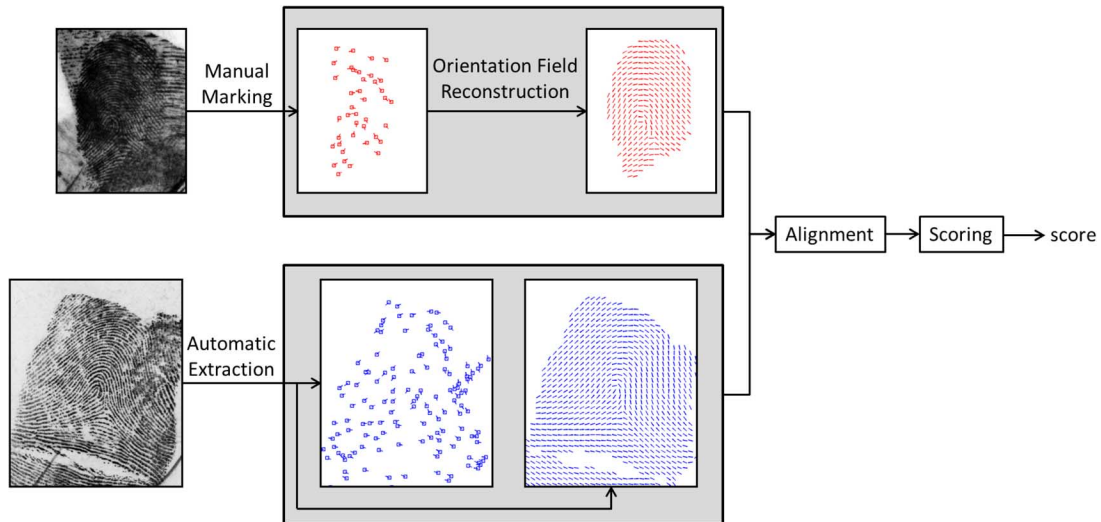 Manual
Marking
Orientation Field
Reconstruction
Alignment
Scoring
score
Automatic
Extraction